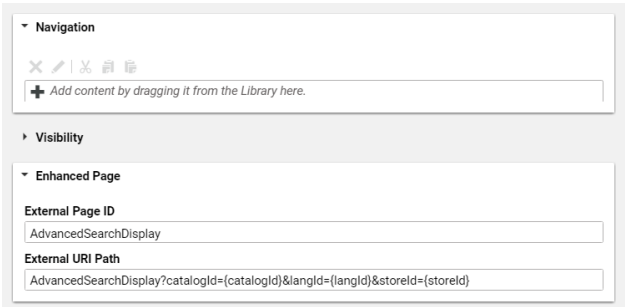 Navigation
Add content by dragging it from the Library here.
Visibility
Enhanced Page
External Page ID
AdvancedSearchDisplay
External URI Path
AdvancedSearchDisplay?catalogId={catalogId}&langId={langId}&storeId={storeId}